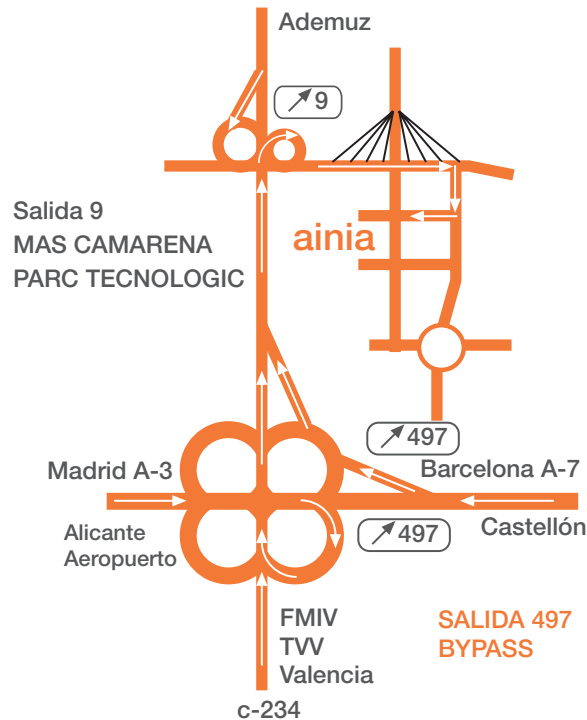 Ademuz
9
Salida 9
MAS CAMARENA
PARC TECNOLOGIC
ainia
497
Madrid A-3
Barcelona A-7
Alicante
Aeropuerto
497
Castellón
FMIV
TVV
Valencia
SALIDA 497
BYPASS
c-234